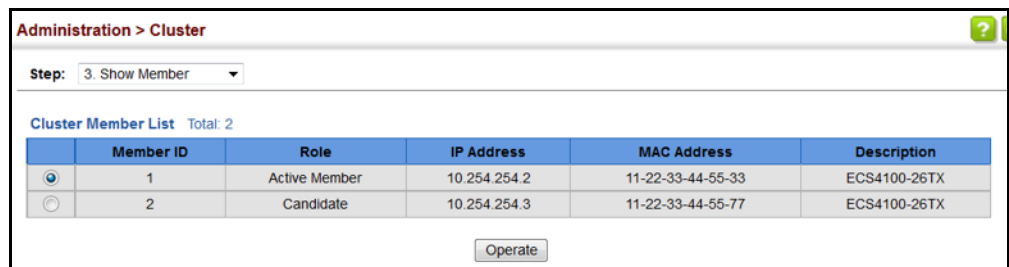 Administration > Cluster ?
Step: 3. Show Member
Cluster Member List Total: 2
Member ID Role IP Address MAC Address Description
1 Active Member 10.254.254.2 11-22-33-44-55-33 ECS4100-26TX
2 Candidate 10.254.254.3 11-22-33-44-55-77 ECS4100-26TX
Operate